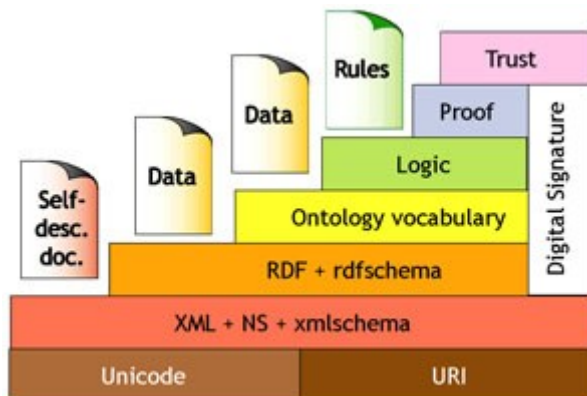 Trust
Rules
Proof
Data
Logic
Data
Ontology vocabulary
Digital Signature
Self-
desc.
doc.
RDF + rdfschema
XML + NS + xmlschema
Unicode
URI